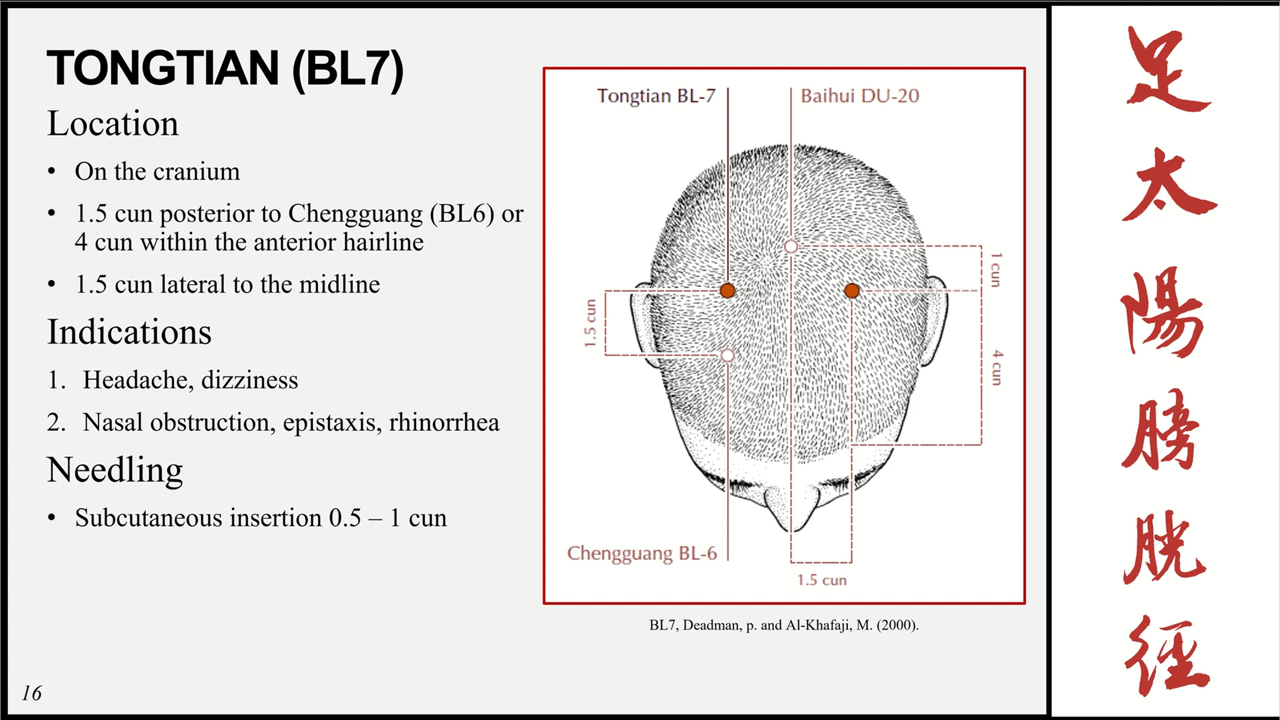 TONGTIAN (BL7)
Location
• On the cranium
• 1.5 cun posterior to Chengguang (BL6) or
4 cun within the anterior hairline
• 1.5 cun lateral to the midline
Indications
1. Headache, dizziness
2. Nasal obstruction, epistaxis, rhinorrhea
Needling
• Subcutaneous insertion 0.5 – 1 cun
16
Tongtian BL-7
Baihui DU-20
1 cun
1.5 cun
4 cun
Chengguang BL-6
1.5 cun
BL7, Deadman, p. and Al-Khafaji, M. (2000).
足太陽膀胱徑